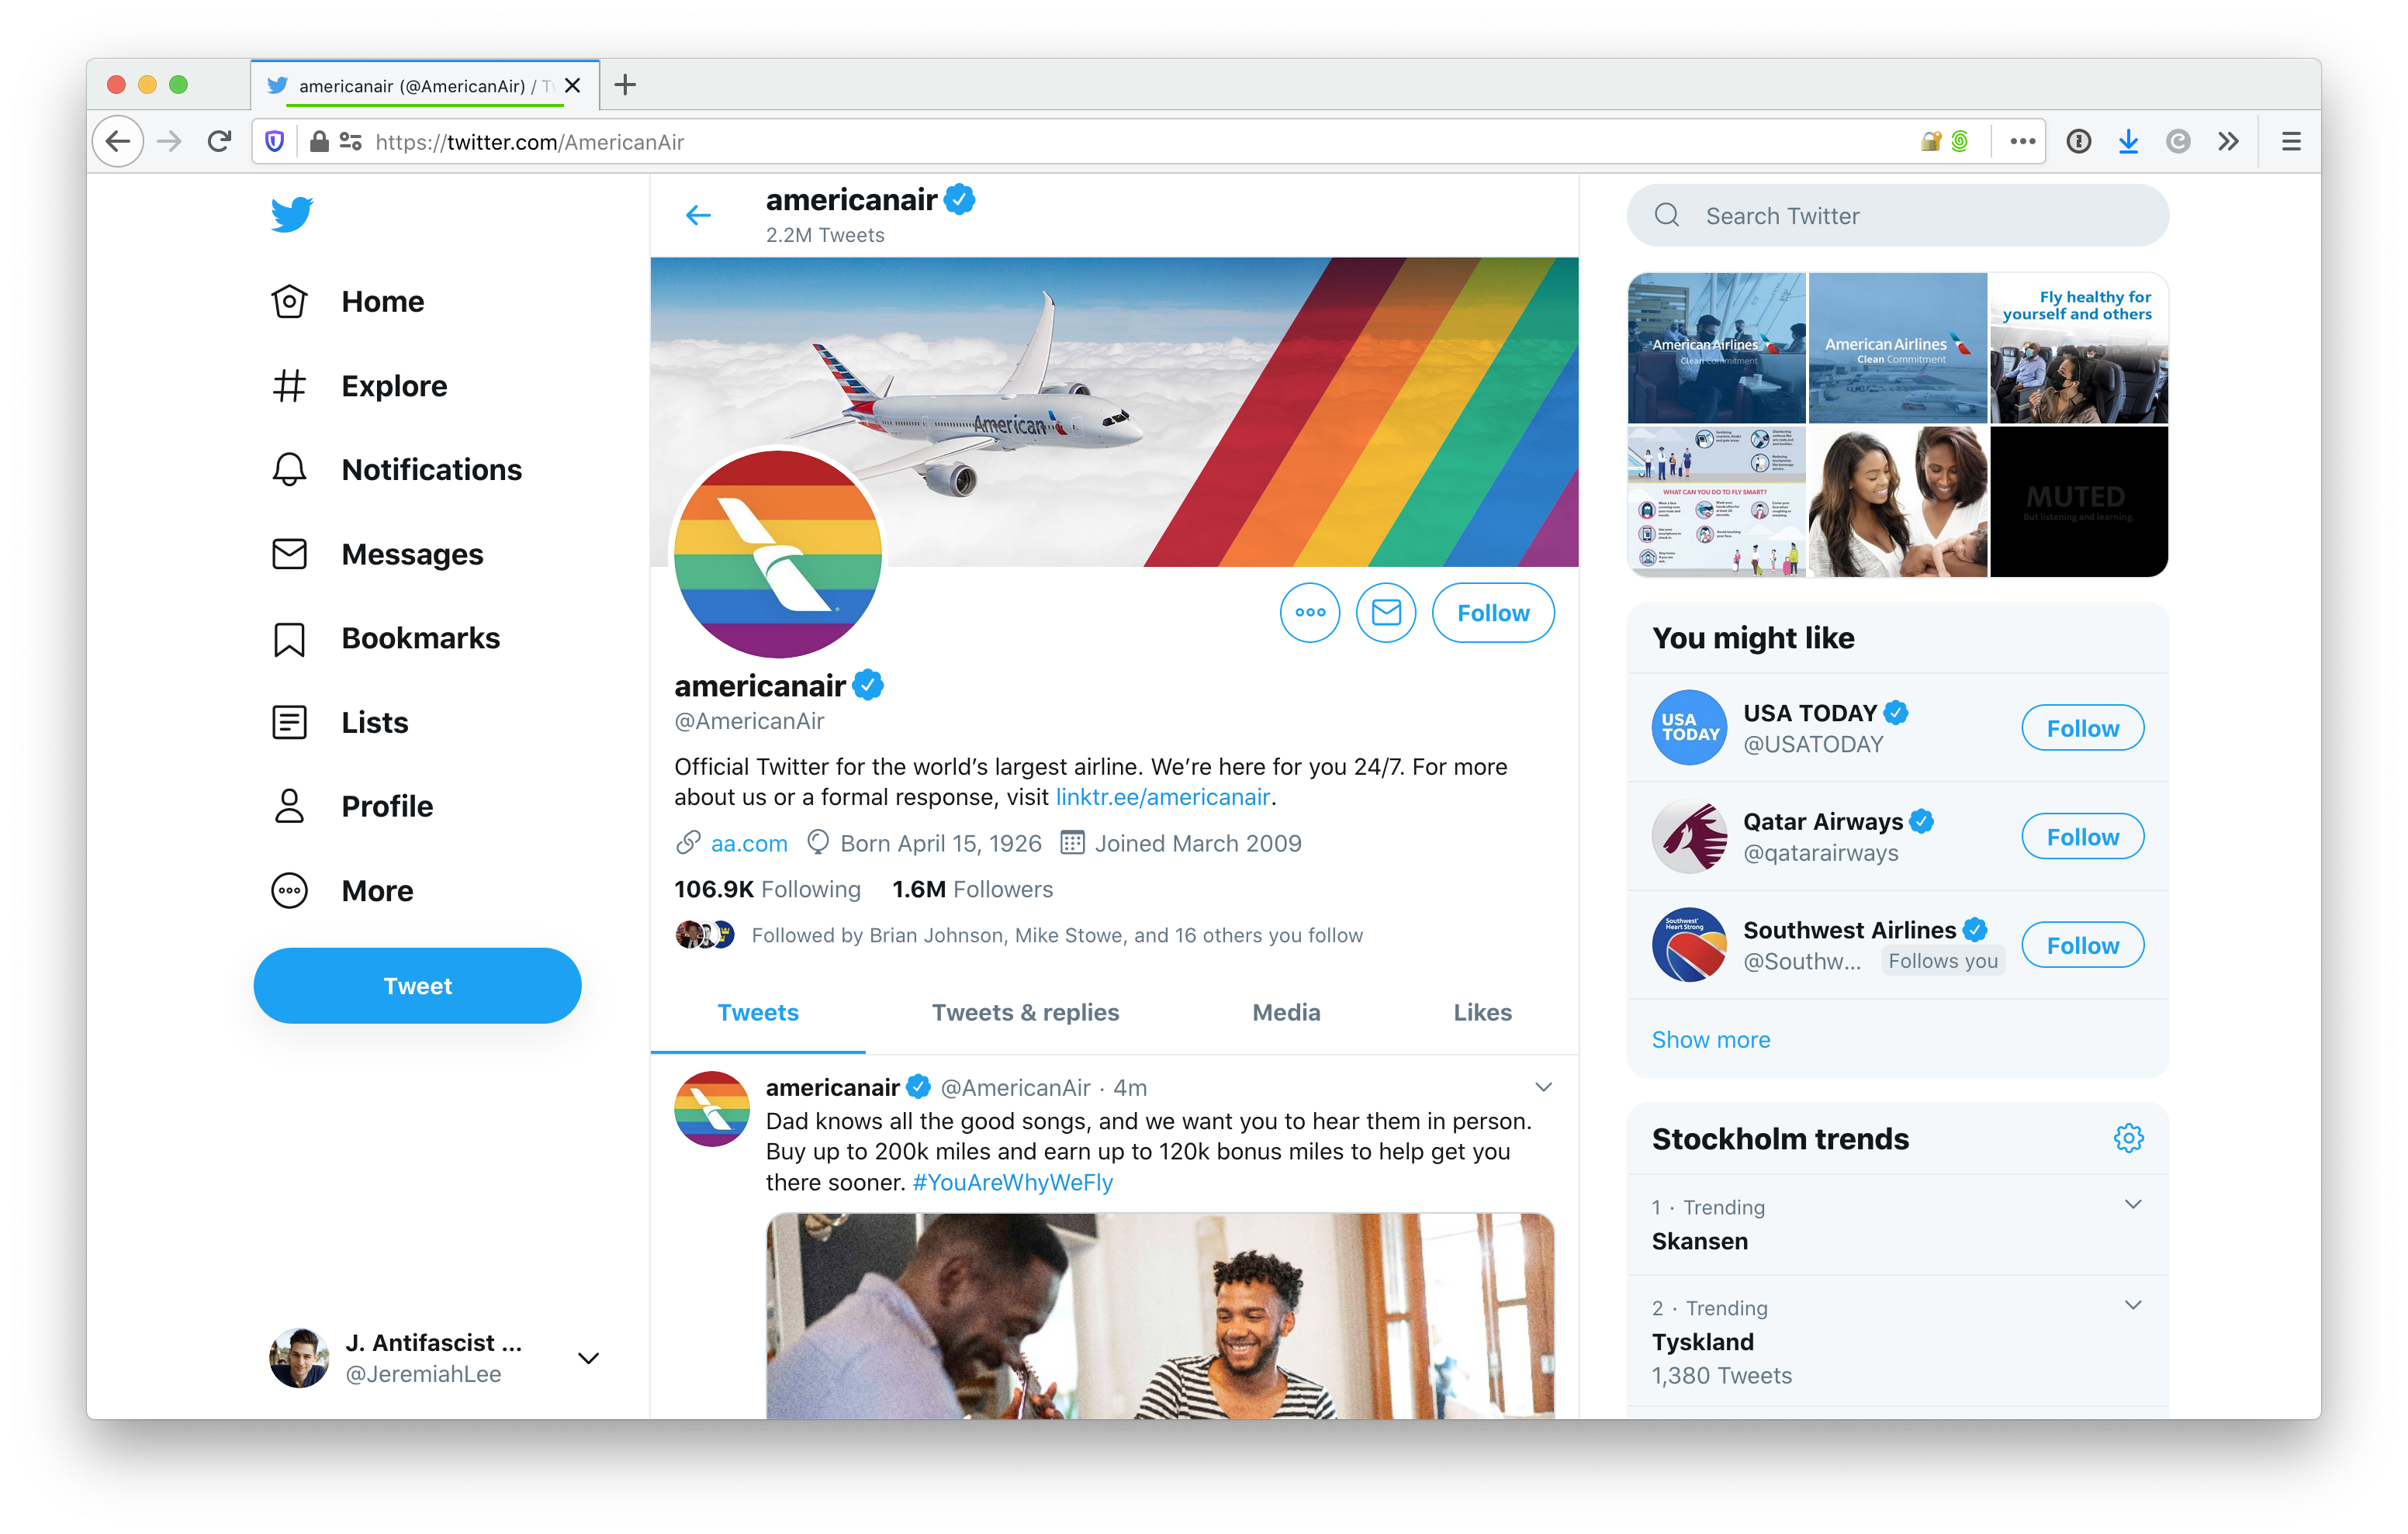 americanair (@AmericanAir) / Tw
https://twitter.com/AmericanAir
Home
Explore
Notifications
Messages
Bookmarks
Lists
Profile
More
Tweet
J. Antifascist ...
@JeremiahLee
americanair
2.2M Tweets
American
Follow
americanair
@AmericanAir
Official Twitter for the world’s largest airline. We’re here for you 24/7. For more
about us or a formal response, visit linktr.ee/americanair.
aa.com Born April 15, 1926 Joined March 2009
106.9K Following 1.6M Followers
Followed by Brian Johnson, Mike Stowe, and 16 others you follow
Tweets Tweets & replies Media Likes
americanair @AmericanAir · 4m
Dad knows all the good songs, and we want you to hear them in person.
Buy up to 200k miles and earn up to 120k bonus miles to help get you
there sooner. #YouAreWhyWeFly
Search Twitter
American Airlines
Clean Commitment
American Airlines
Clean Commitment
Fly healthy for
yourself and others
WHAT CAN YOU DO TO FLY SMART?
MUTED
But listening and learning.
You might like
USA TODAY
USA TODAY
@USATODAY
Follow
Qatar Airways
@qatarairways
Follow
Southwest'
Heart Strong
Southwest Airlines
@Southw... Follows you
Follow
Show more
Stockholm trends
1 · Trending
Skansen
2 · Trending
Tyskland
1,380 Tweets